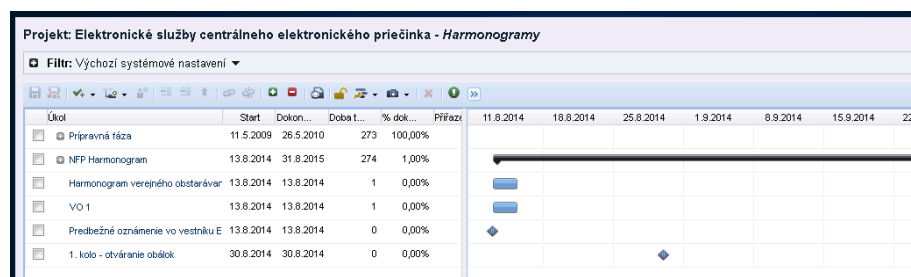 Projekt: Elektronické služby centrálneho elektronického priečinka - Harmonogramy
Filtr: Výchozí systémové nastavení
Úkol Start Dokon... Doba t... % dok... Přiřaze 11.8.2014 18.8.2014 25.8.2014 1.9.2014 8.9.2014 15.9.2014 22
Prípravná fáza 11.5.2009 26.5.2010 273 100,00%
NFP Harmonogram 13.8.2014 31.8.2015 274 1,00%
Harmonogram verejného obstarávar 13.8.2014 13.8.2014 1 0,00%
VO 1 13.8.2014 13.8.2014 1 0,00%
Predbežné oznámenie vo vestníku E 13.8.2014 13.8.2014 0 0,00%
1. kolo - otváranie obálok 30.8.2014 30.8.2014 0 0,00%